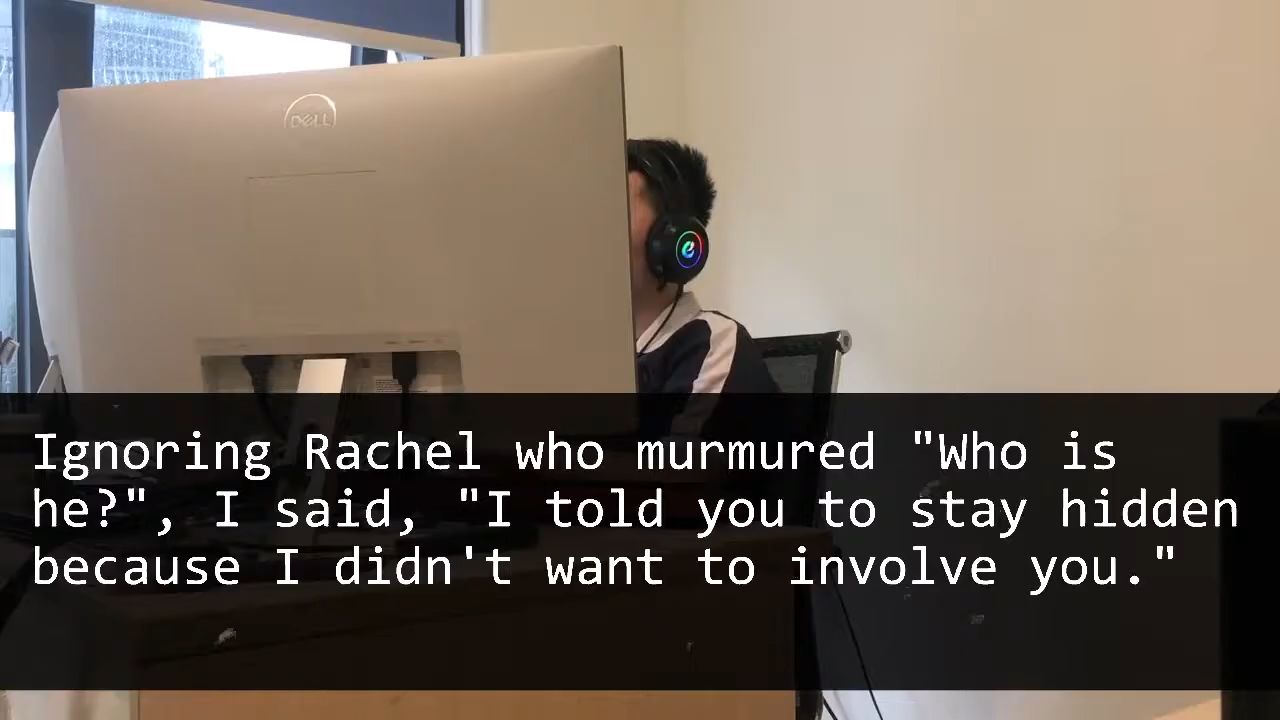 DELL
Ignoring Rachel who murmured "Who is
he?", I said, "I told you to stay hidden
because I didn't want to involve you."